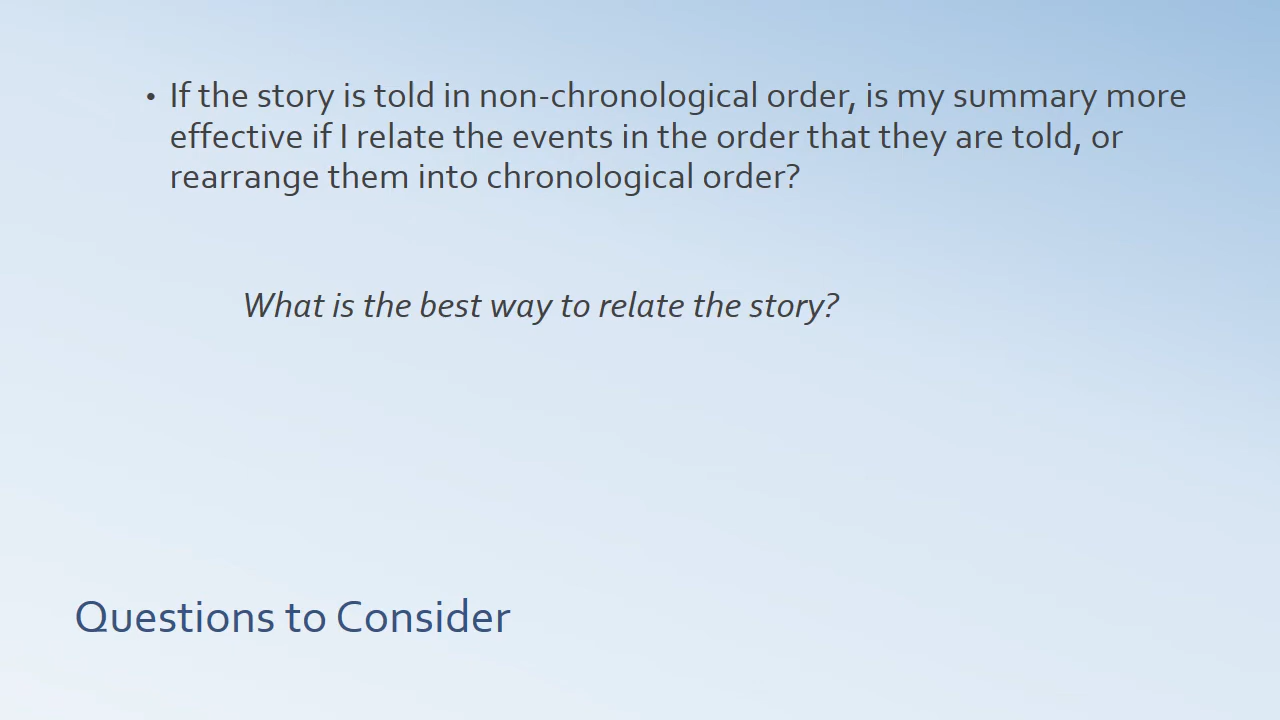 • If the story is told in non-chronological order, is my summary more
effective if I relate the events in the order that they are told, or
rearrange them into chronological order?
What is the best way to relate the story?
Questions to Consider